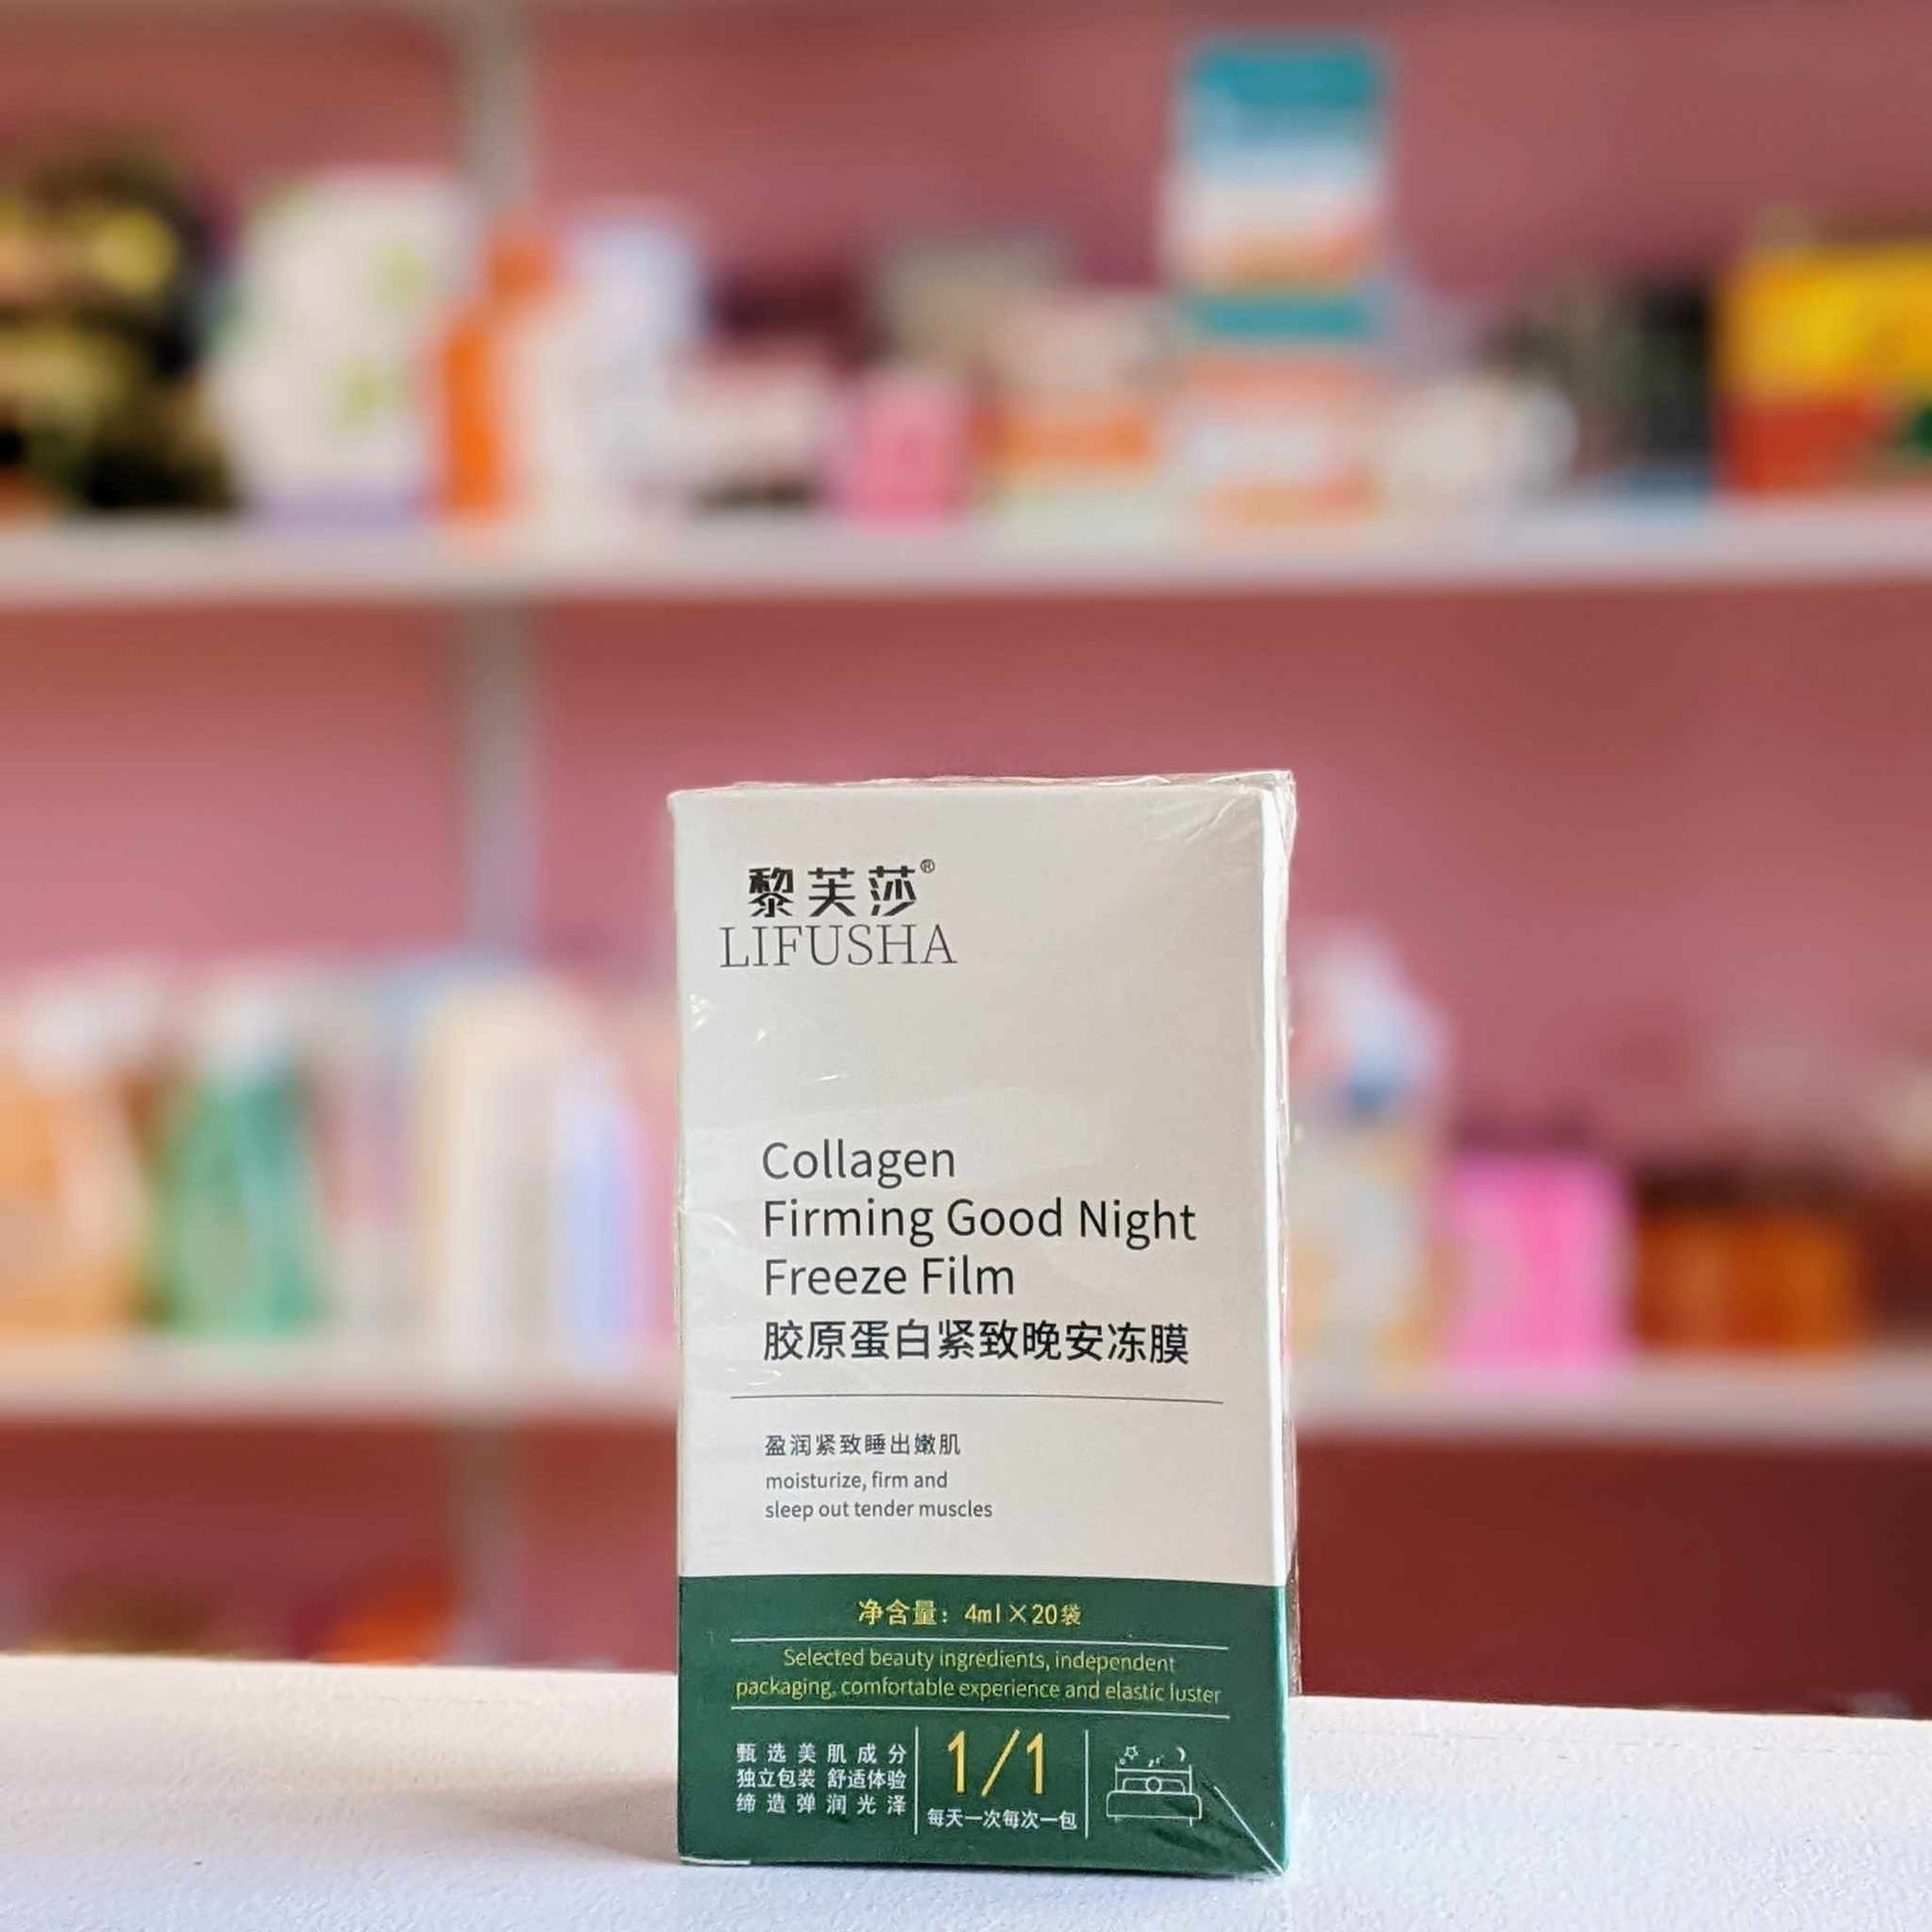 黎芙莎®
LIFUSHA
Collagen
Firming Good Night
Freeze Film
胶原蛋白紧致晚安冻膜
盈润紧致睡出嫩肌
moisturize, firm and
sleep out tender muscles
净含量：4ml×20袋
Selected beauty ingredients, independent
packaging, comfortable experience and elastic luster
甄选美肌成分
独立包装 舒适体验
缔造弹润光泽
1/1
每天一次每次一包